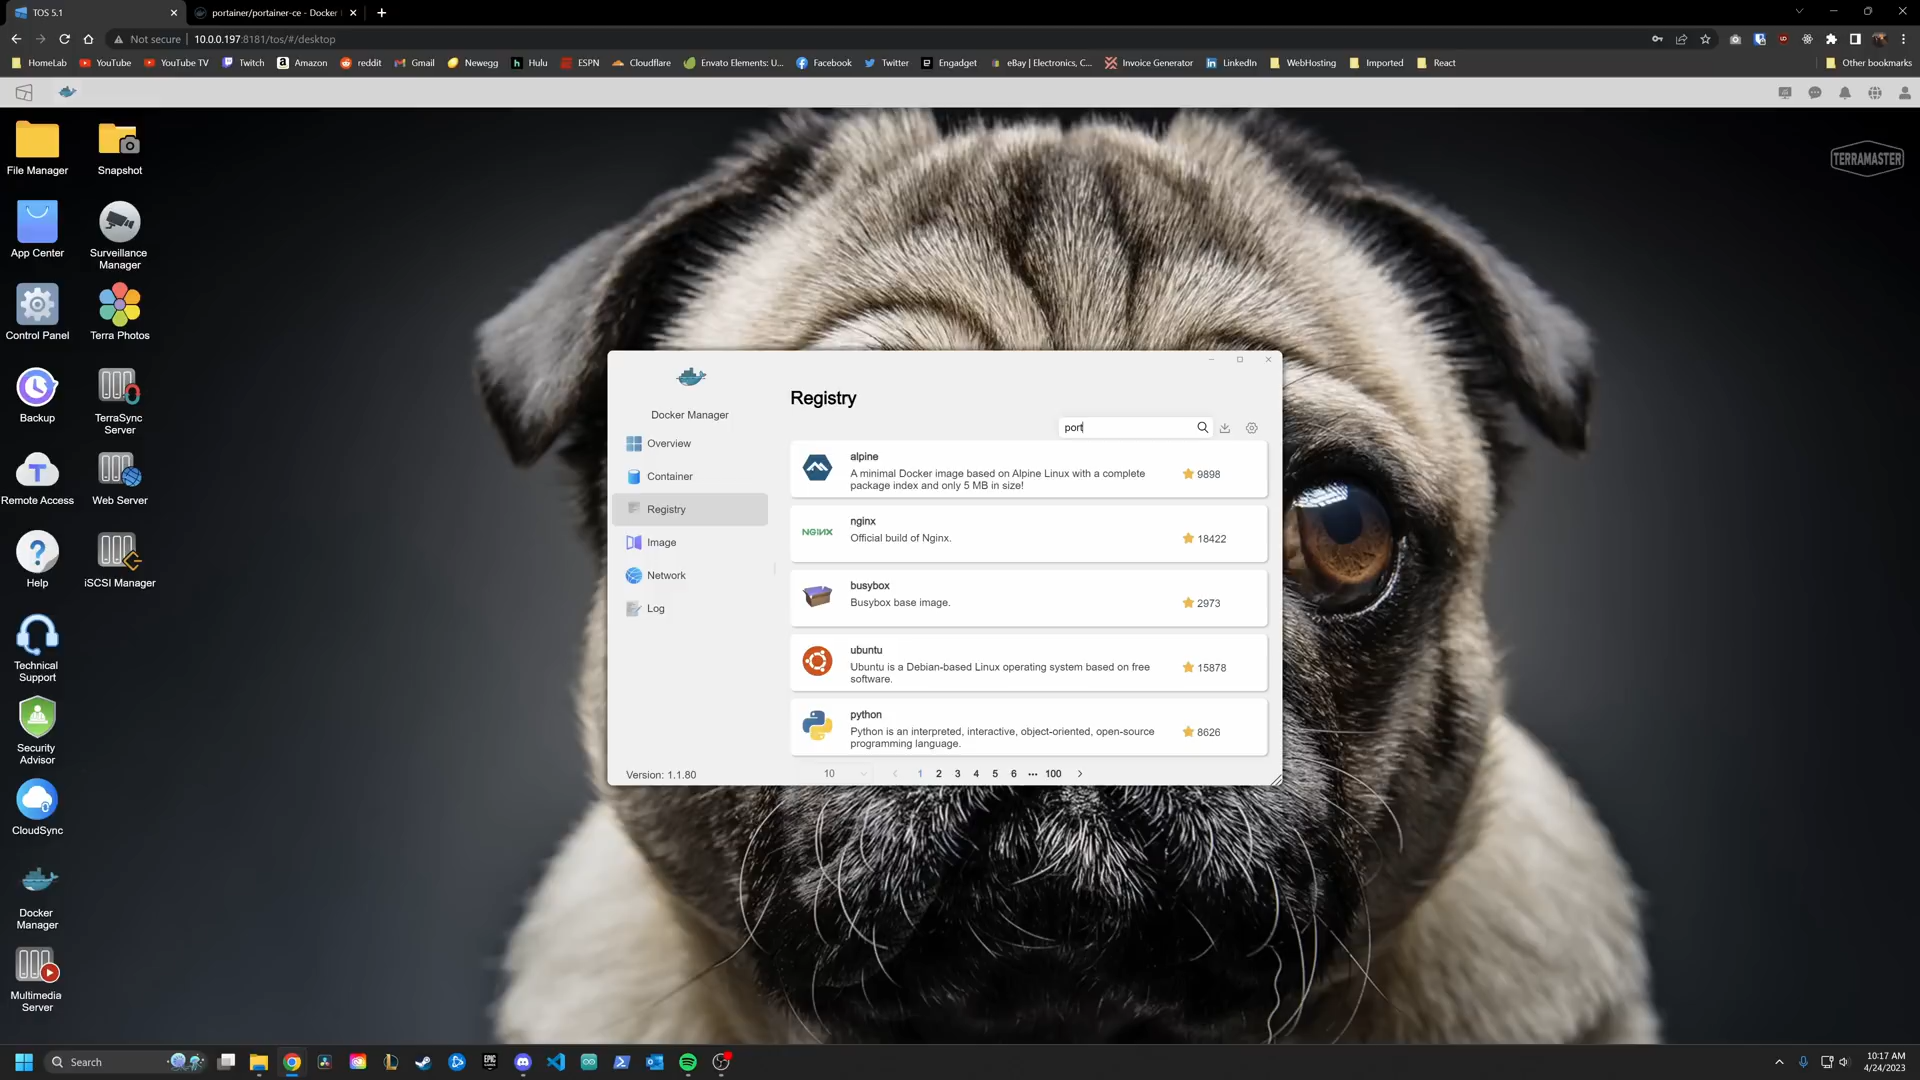 TOS 5.1
portainer/portainer-ce - Docker
Not secure
10.0.0.197:8181/tos/#/desktop
HomeLab
YouTube
YouTube TV
Twitch
Amazon
reddit
Gmail
Newegg
Hulu
ESPN
Cloudflare
Envato Elements: U...
Facebook
Twitter
Engadget
eBay | Electronics, C...
Invoice Generator
LinkedIn
WebHosting
Imported
React
Other bookmarks
TERRAMASTER
File Manager
Snapshot
App Center
Surveillance
Manager
Control Panel
Terra Photos
Backup
TerraSync
Server
Remote Access
Web Server
Help
iSCSI Manager
Technical
Support
Security
Advisor
CloudSync
Docker
Manager
Multimedia
Server
Docker Manager
Overview
Container
Registry
Image
Network
Log
Version: 1.1.80
Registry
port
alpine
A minimal Docker image based on Alpine Linux with a complete
package index and only 5 MB in size!
9898
NGINX
nginx
Official build of Nginx.
18422
busybox
Busybox base image.
2973
ubuntu
Ubuntu is a Debian-based Linux operating system based on free
software.
15878
python
Python is an interpreted, interactive, object-oriented, open-source
programming language.
8626
10
1 2 3 4 5 6 ••• 100
Search
EPIC
10:17 AM
4/24/2023